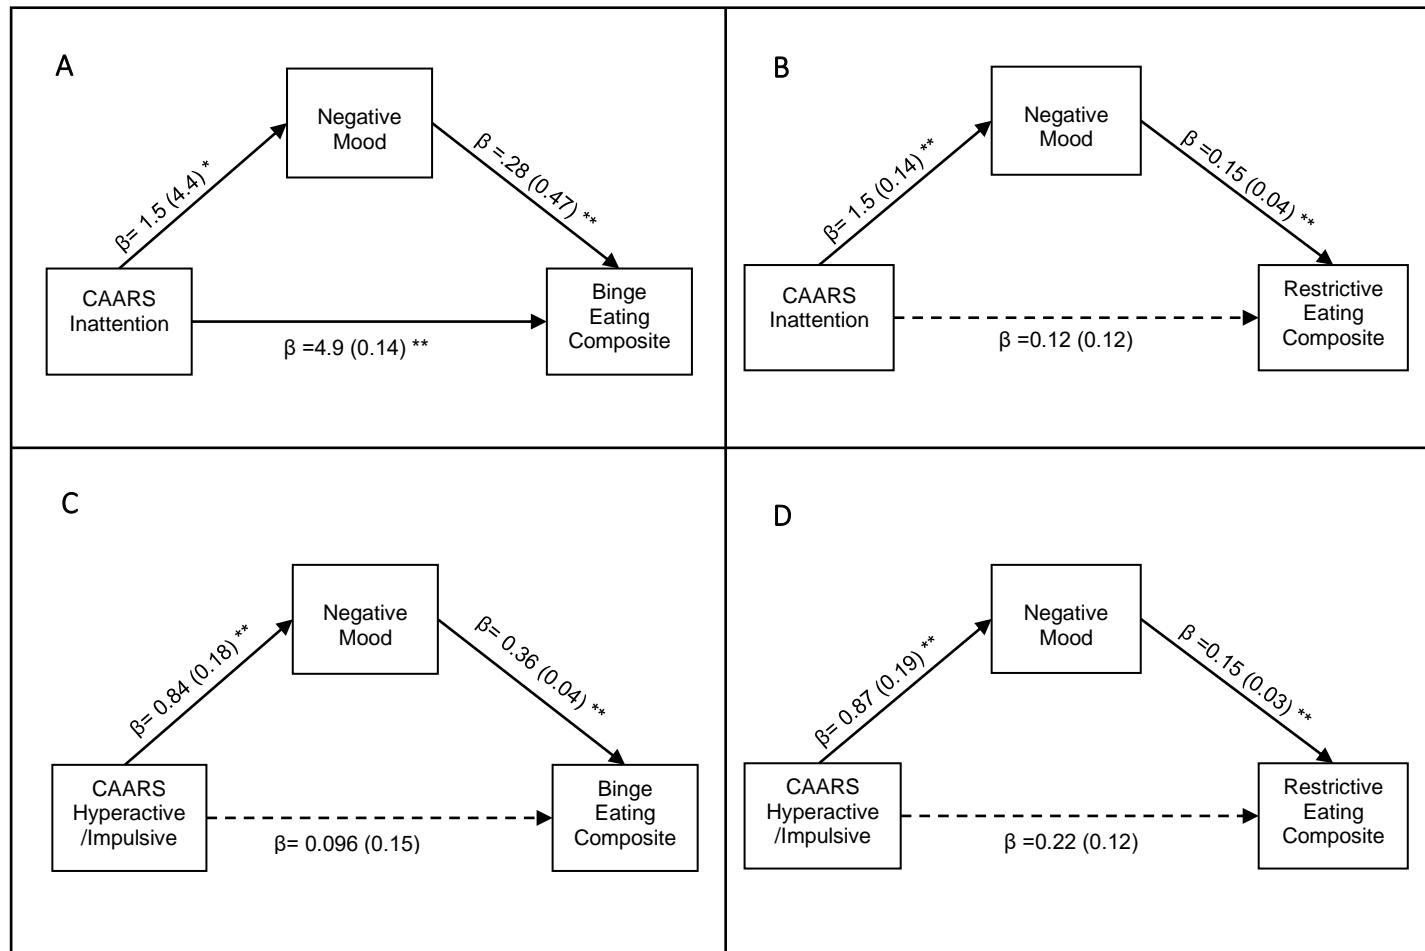 A
Negative
Mood
β= 1.5 (4.4) *
β =.28 (0.47) **
CAARS
Inattention
Binge
Eating
Composite
β =4.9 (0.14) **
B
Negative
Mood
β= 1.5 (0.14) **
β =0.15 (0.04) **
CAARS
Inattention
Restrictive
Eating
Composite
β =0.12 (0.12)
C
Negative
Mood
β= 0.84 (0.18) **
β= 0.36 (0.04) **
CAARS
Hyperactive
/Impulsive
Binge
Eating
Composite
β= 0.096 (0.15)
D
Negative
Mood
β= 0.87 (0.19) **
β =0.15 (0.03) **
CAARS
Hyperactive
/Impulsive
Restrictive
Eating
Composite
β =0.22 (0.12)